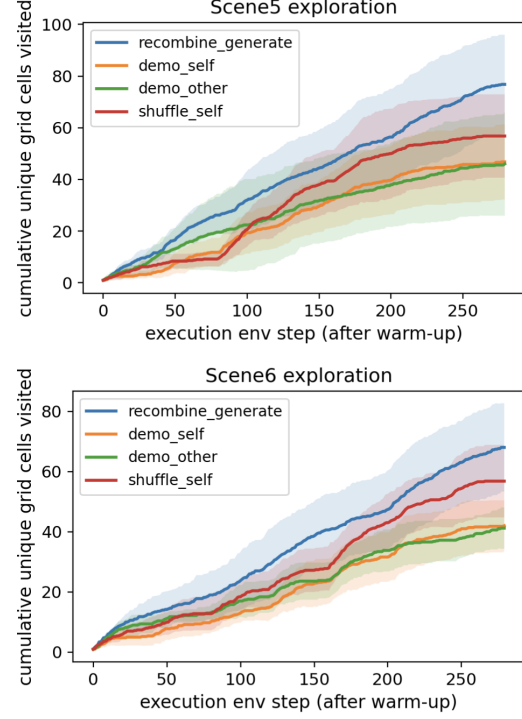 Scene5 exploration
cumulative unique grid cells visited
100
80
60
40
20
0
recombine_generate
demo_self
demo_other
shuffle_self
0 50 100 150 200 250
execution env step (after warm-up)
Scene6 exploration
cumulative unique grid cells visited
80
60
40
20
0
recombine_generate
demo_self
demo_other
shuffle_self
0 50 100 150 200 250
execution env step (after warm-up)